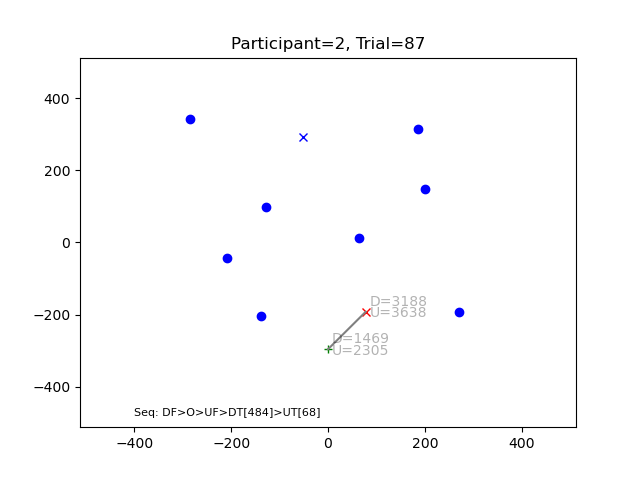 Participant=2, Trial=87
400
200
0
−200
−400
D=3188
U=3638
D=1469
U=2305
Seq: DF>O>UF>DT[484]>UT[68]
−400
−200
0
200
400